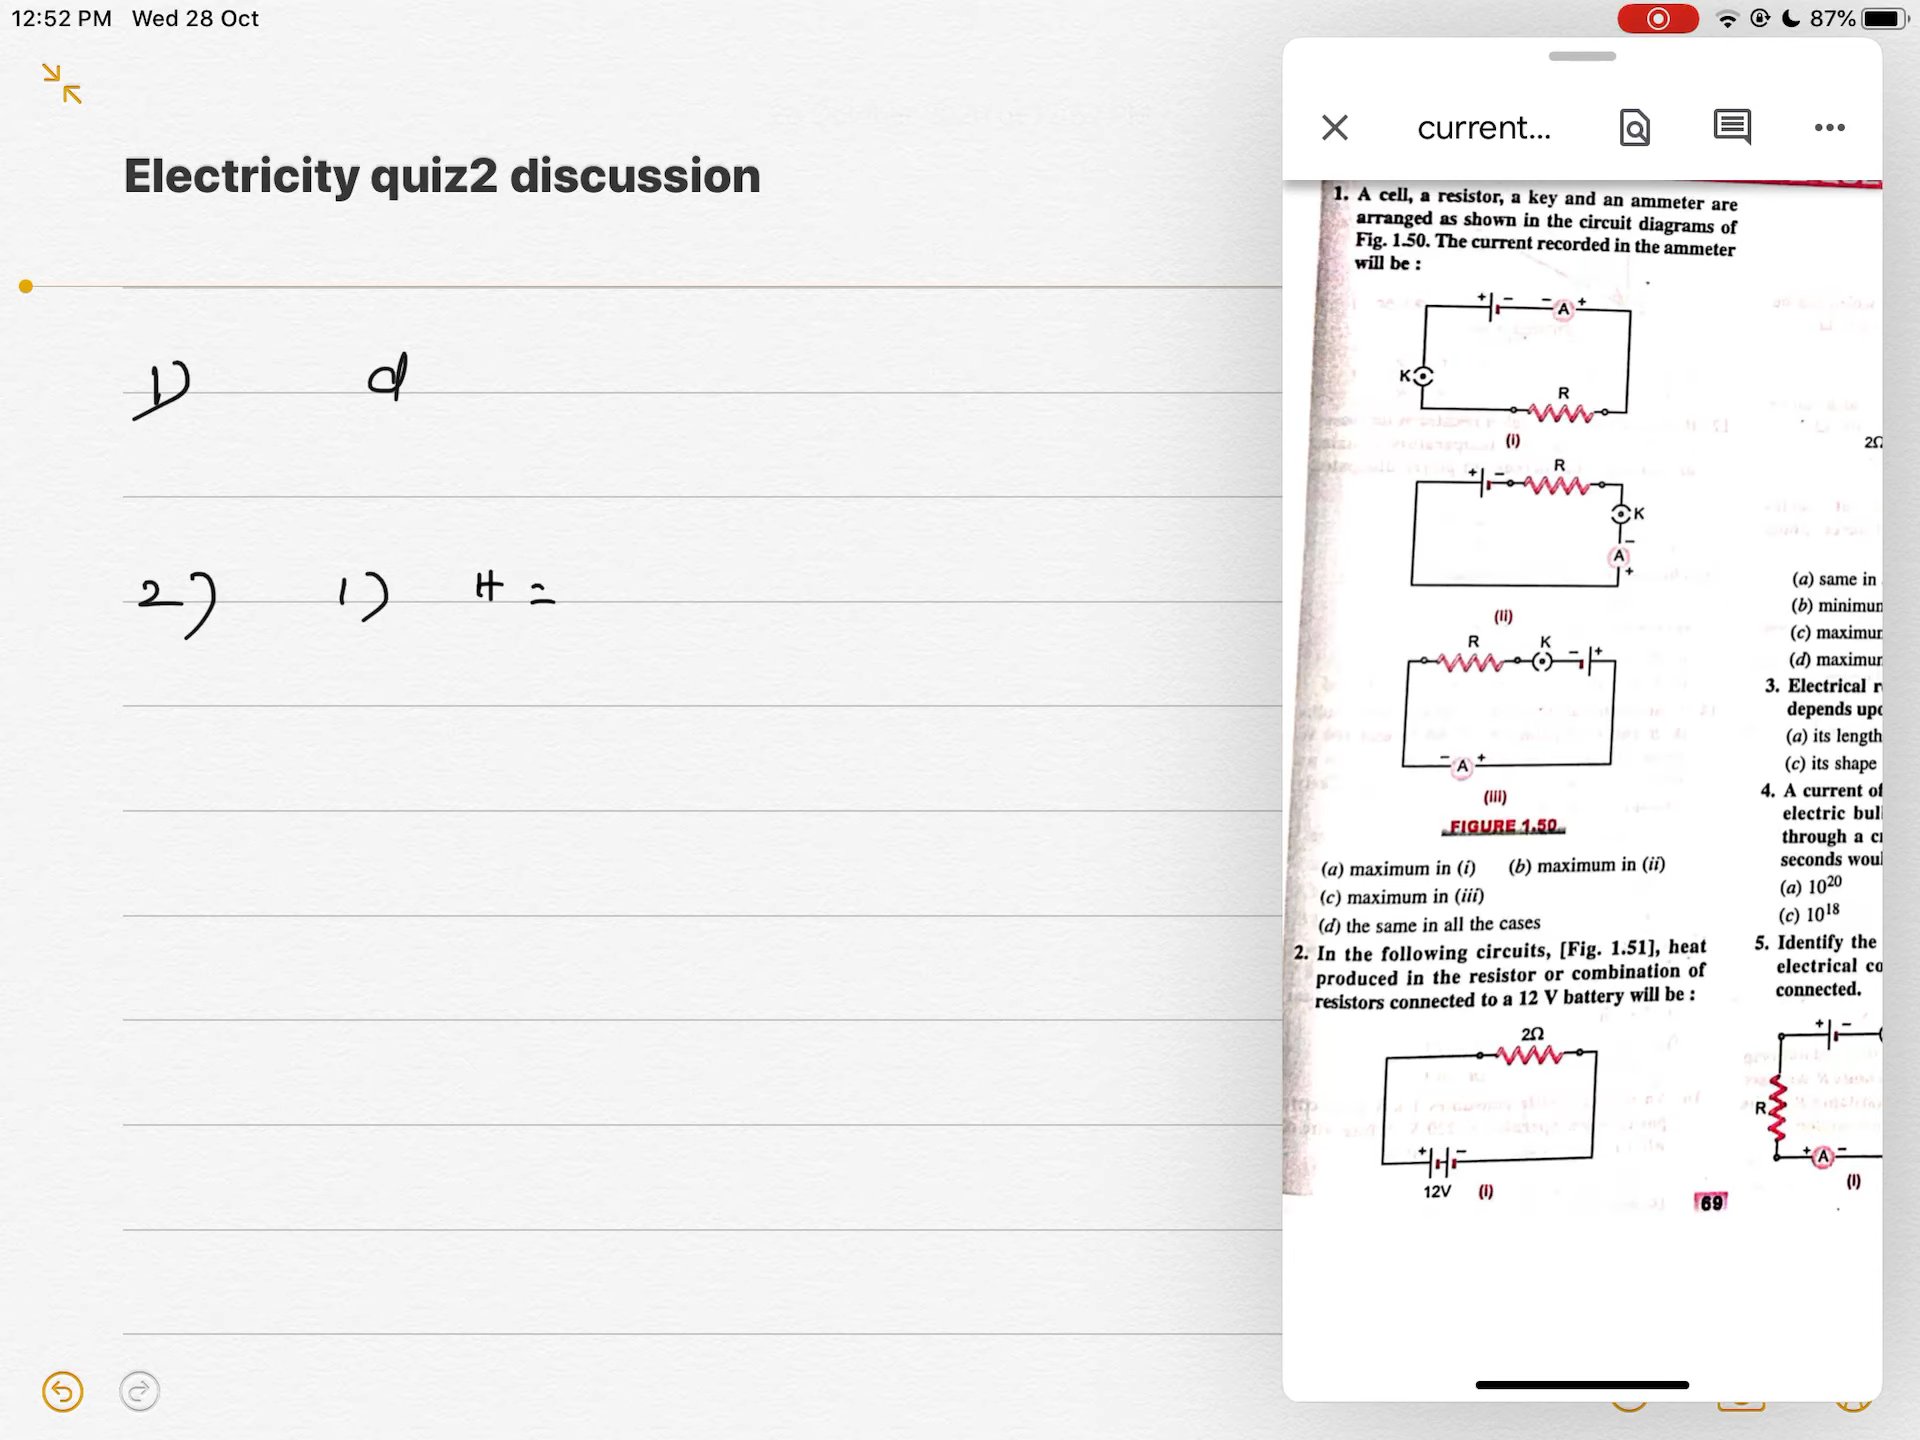 12:52 PM Wed 28 Oct
87%
Electricity quiz2 discussion
1) d
2) 1) H =
current...
1. A cell, a resistor, a key and an ammeter are
arranged as shown in the circuit diagrams of
Fig. 1.50. The current recorded in the ammeter
will be :
+ - - A +
K
R
(i)
+ - R
K
-
A
+
(ii)
R K - +
- A +
(iii)
FIGURE 1.50
(a) maximum in (i) (b) maximum in (ii)
(c) maximum in (iii)
(d) the same in all the cases
2. In the following circuits, [Fig. 1.51], heat
produced in the resistor or combination of
resistors connected to a 12 V battery will be :
2Ω
+ -
12V (i)
69
2Ω
(a) same in
(b) minimum
(c) maximum
(d) maximum
3. Electrical r
depends upo
(a) its length
(c) its shape
4. A current of
electric bul
through a c
seconds woul
(a) 10²⁰
(c) 10¹⁸
5. Identify the
electrical co
connected.
+ -
R
+ A -
(i)